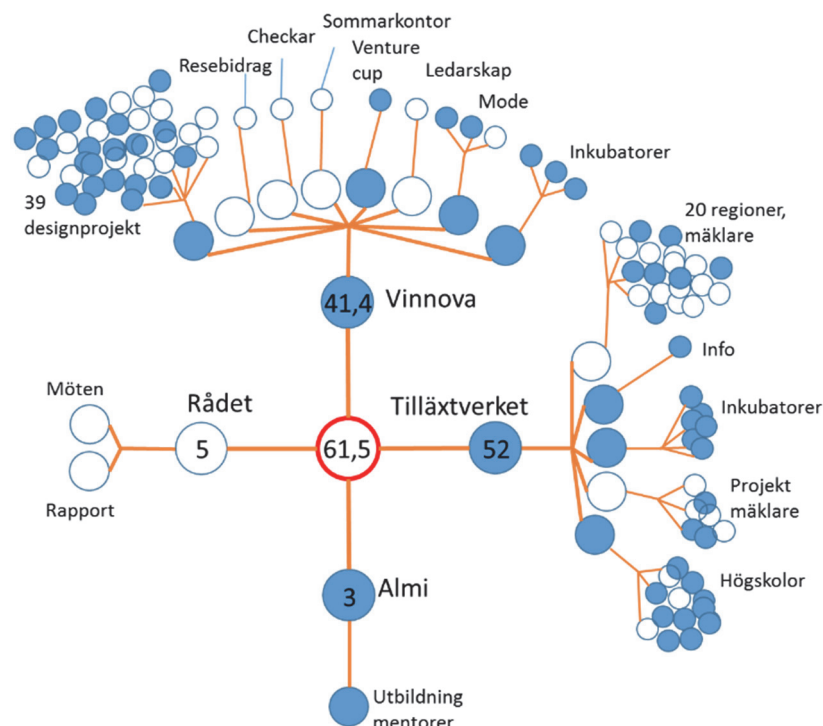 Sommarkontor
Checkar
Venture
cup
Resebidrag
Ledarskap
Mode
Inkubatorer
39
designprojekt
20 regioner,
mäklare
41,4
Vinnova
Info
Möten
Rådet
Tilläxtverket
Inkubatorer
5
61,5
52
Projekt
mäklare
Rapport
Högskolor
3
Almi
Utbildning
mentorer